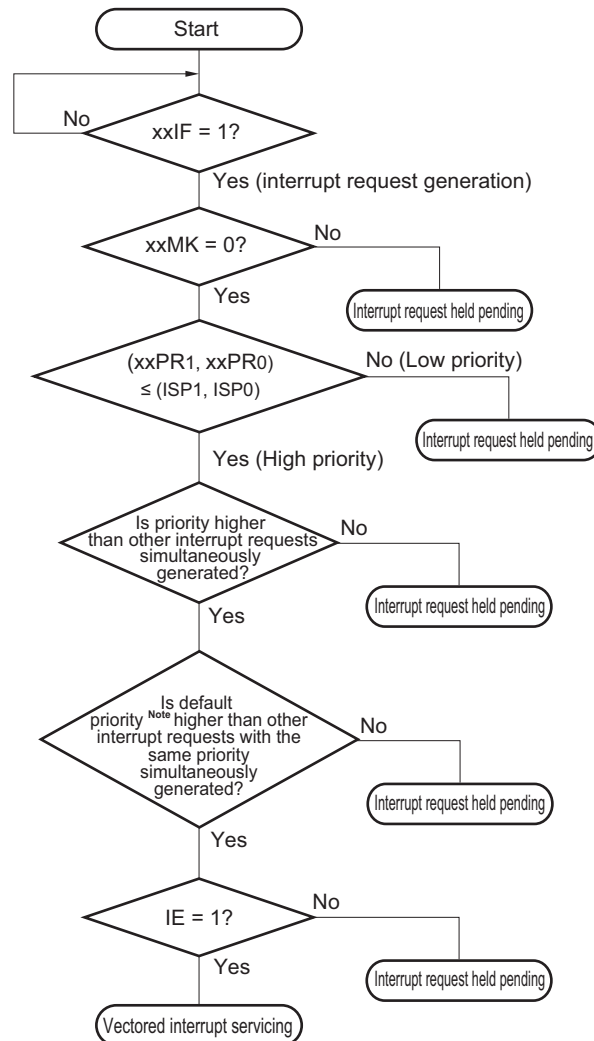 Start
No
xxIF = 1?
Yes (interrupt request generation)
No
xxMK = 0?
Yes
Interrupt request held pending
(xxPR1, xxPR0)
≤ (ISP1, ISP0)
No (Low priority)
Interrupt request held pending
Yes (High priority)
Is priority higher
than other interrupt requests
simultaneously
generated?
No
Interrupt request held pending
Yes
Is default
priority Note higher than other
interrupt requests with the
same priority
simultaneously
generated?
No
Interrupt request held pending
Yes
IE = 1?
No
Interrupt request held pending
Yes
Vectored interrupt servicing